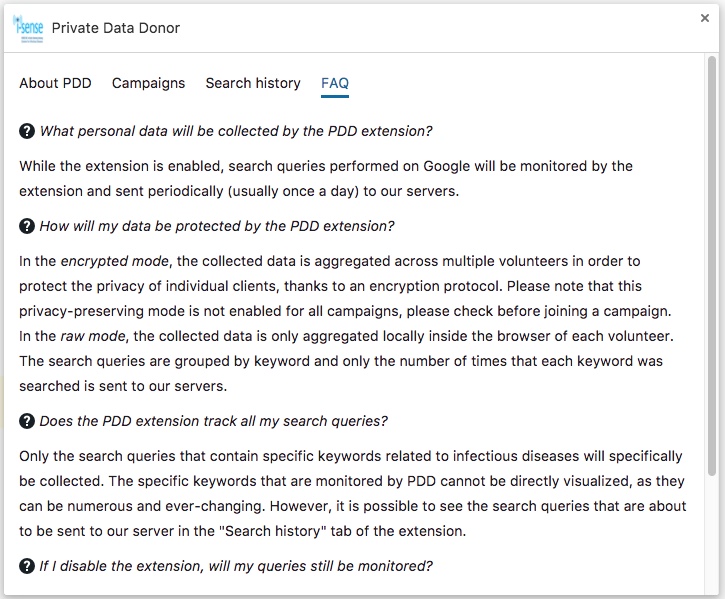 i-sense
Private Data Donor
×
About PDD Campaigns Search history FAQ
? What personal data will be collected by the PDD extension?
While the extension is enabled, search queries performed on Google will be monitored by the
extension and sent periodically (usually once a day) to our servers.
? How will my data be protected by the PDD extension?
In the encrypted mode, the collected data is aggregated across multiple volunteers in order to
protect the privacy of individual clients, thanks to an encryption protocol. Please note that this
privacy-preserving mode is not enabled for all campaigns, please check before joining a campaign.
In the raw mode, the collected data is only aggregated locally inside the browser of each volunteer.
The search queries are grouped by keyword and only the number of times that each keyword was
searched is sent to our servers.
? Does the PDD extension track all my search queries?
Only the search queries that contain specific keywords related to infectious diseases will specifically
be collected. The specific keywords that are monitored by PDD cannot be directly visualized, as they
can be numerous and ever-changing. However, it is possible to see the search queries that are about
to be sent to our server in the "Search history" tab of the extension.
? If I disable the extension, will my queries still be monitored?